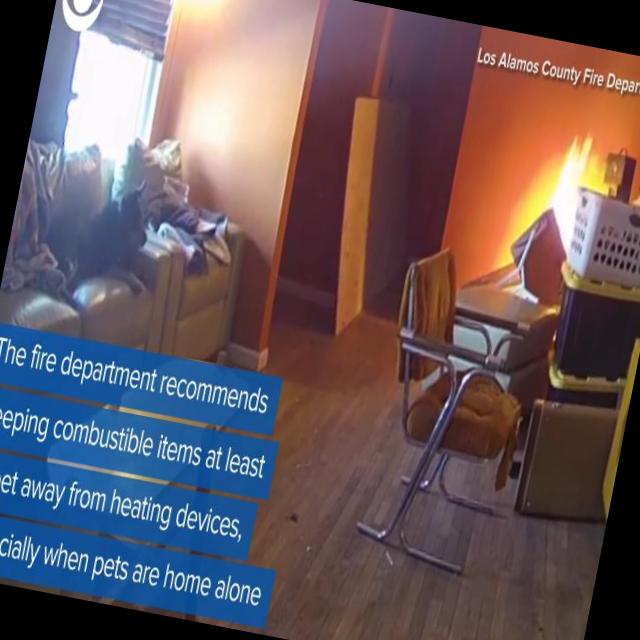 Los Alamos County Fire Depar
The fire department recommends
eeping combustible items at least
eet away from heating devices,
cially when pets are home alone